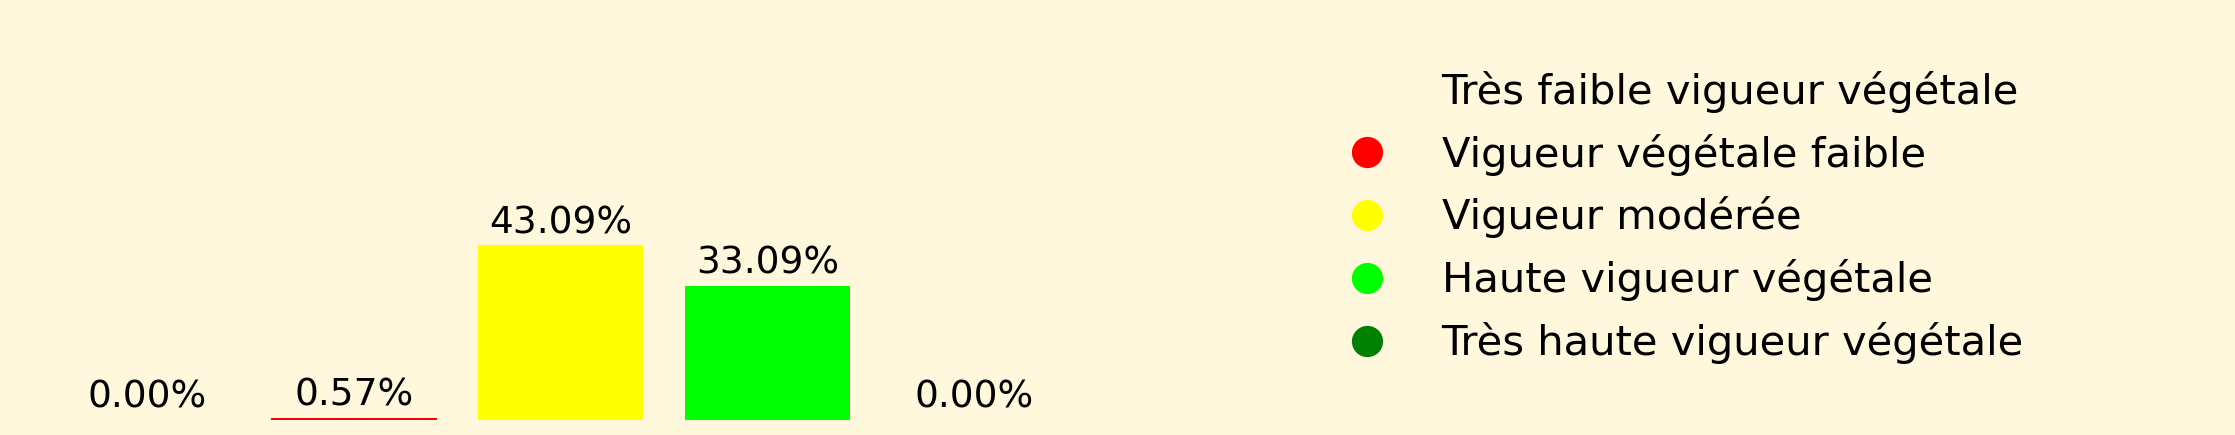 0.00%
0.57%
43.09%
33.09%
0.00%
Très faible vigueur végétale
Vigueur végétale faible
Vigueur modérée
Haute vigueur végétale
Très haute vigueur végétale